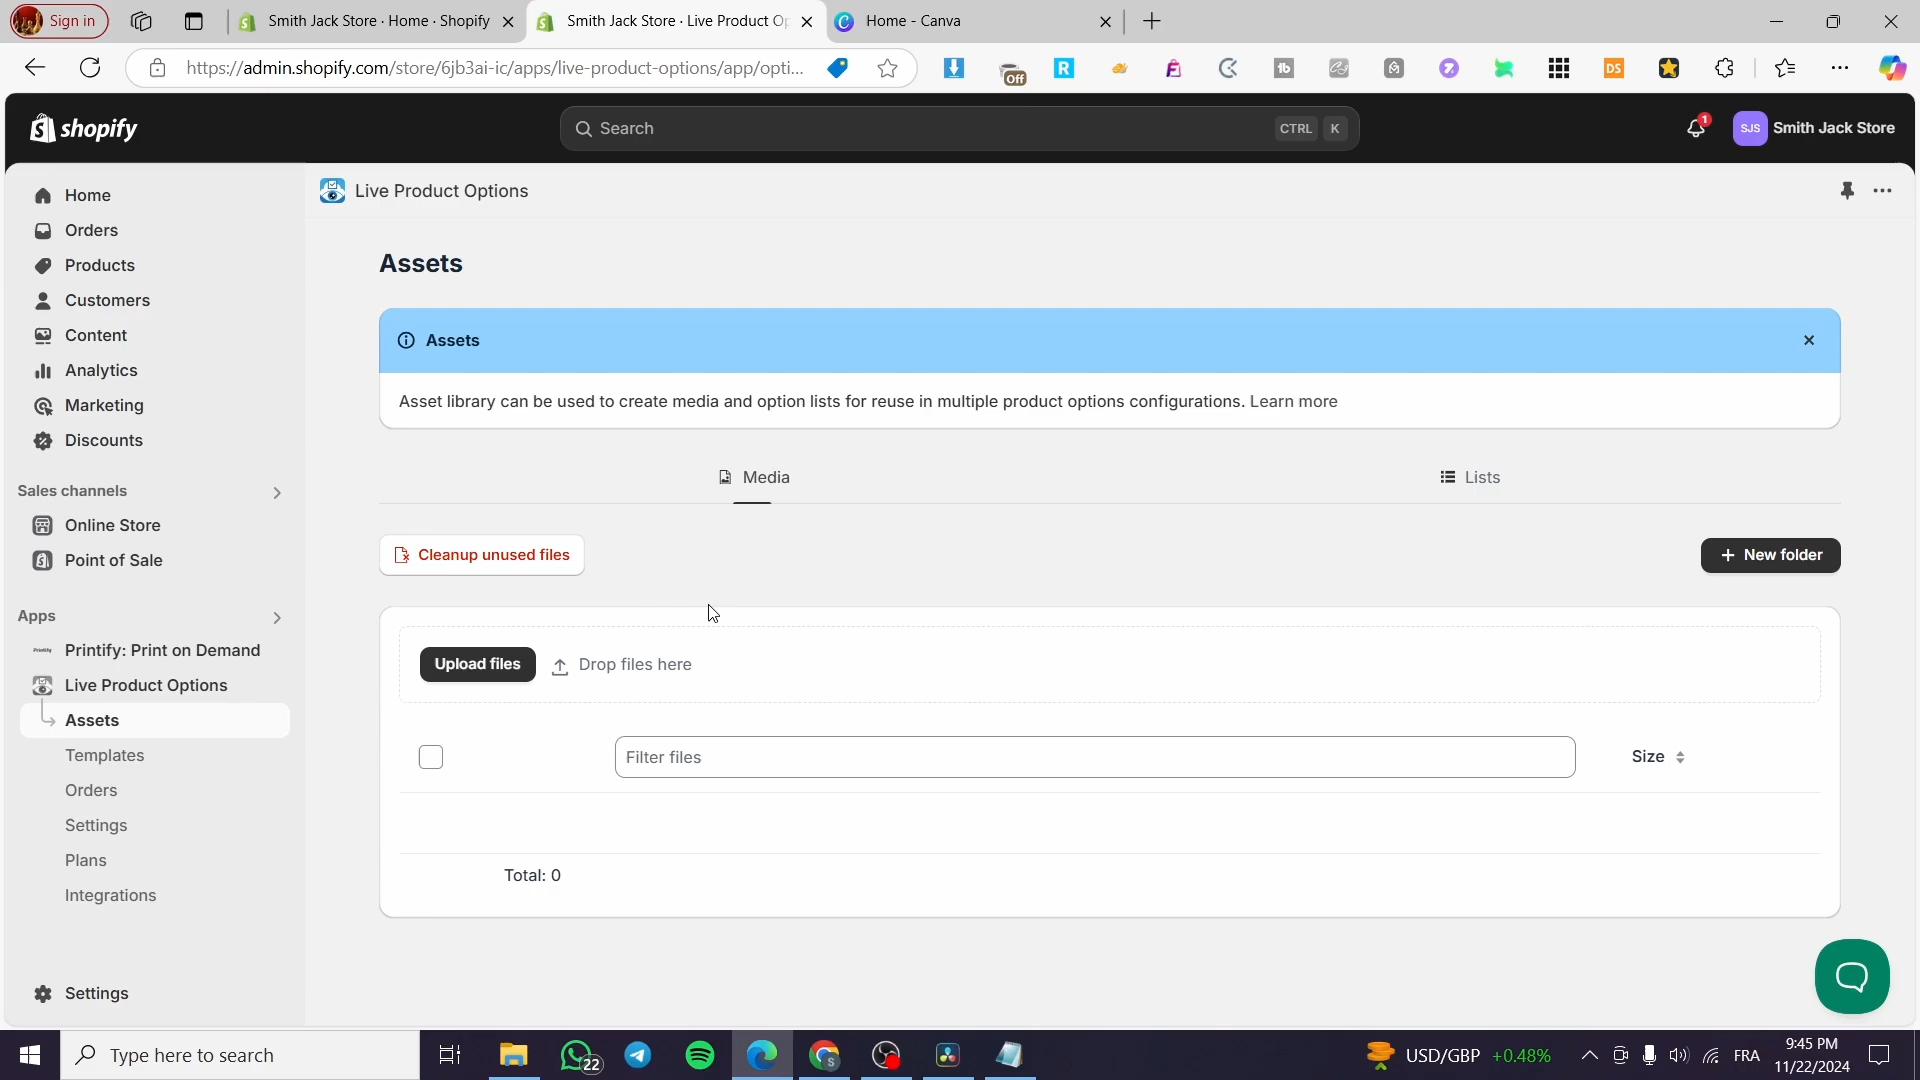 Sign in
Smith Jack Store · Home · Shopify
Smith Jack Store · Live Product Op
Home - Canva
https://admin.shopify.com/store/6jb3ai-ic/apps/live-product-options/app/opti...
Off
R
tb
DS
shopify
Search
CTRL K
1
SJS
Smith Jack Store
Home
Orders
Products
Customers
Content
Analytics
Marketing
Discounts
Sales channels
Online Store
Point of Sale
Apps
Printify: Print on Demand
Live Product Options
Assets
Templates
Orders
Settings
Plans
Integrations
Settings
Live Product Options
Assets
Assets
Asset library can be used to create media and option lists for reuse in multiple product options configurations. Learn more
Media
Lists
Cleanup unused files
New folder
Upload files
Drop files here
Filter files
Size
Total: 0
Type here to search
22
USD/GBP +0.48%
FRA
9:45 PM
11/22/2024